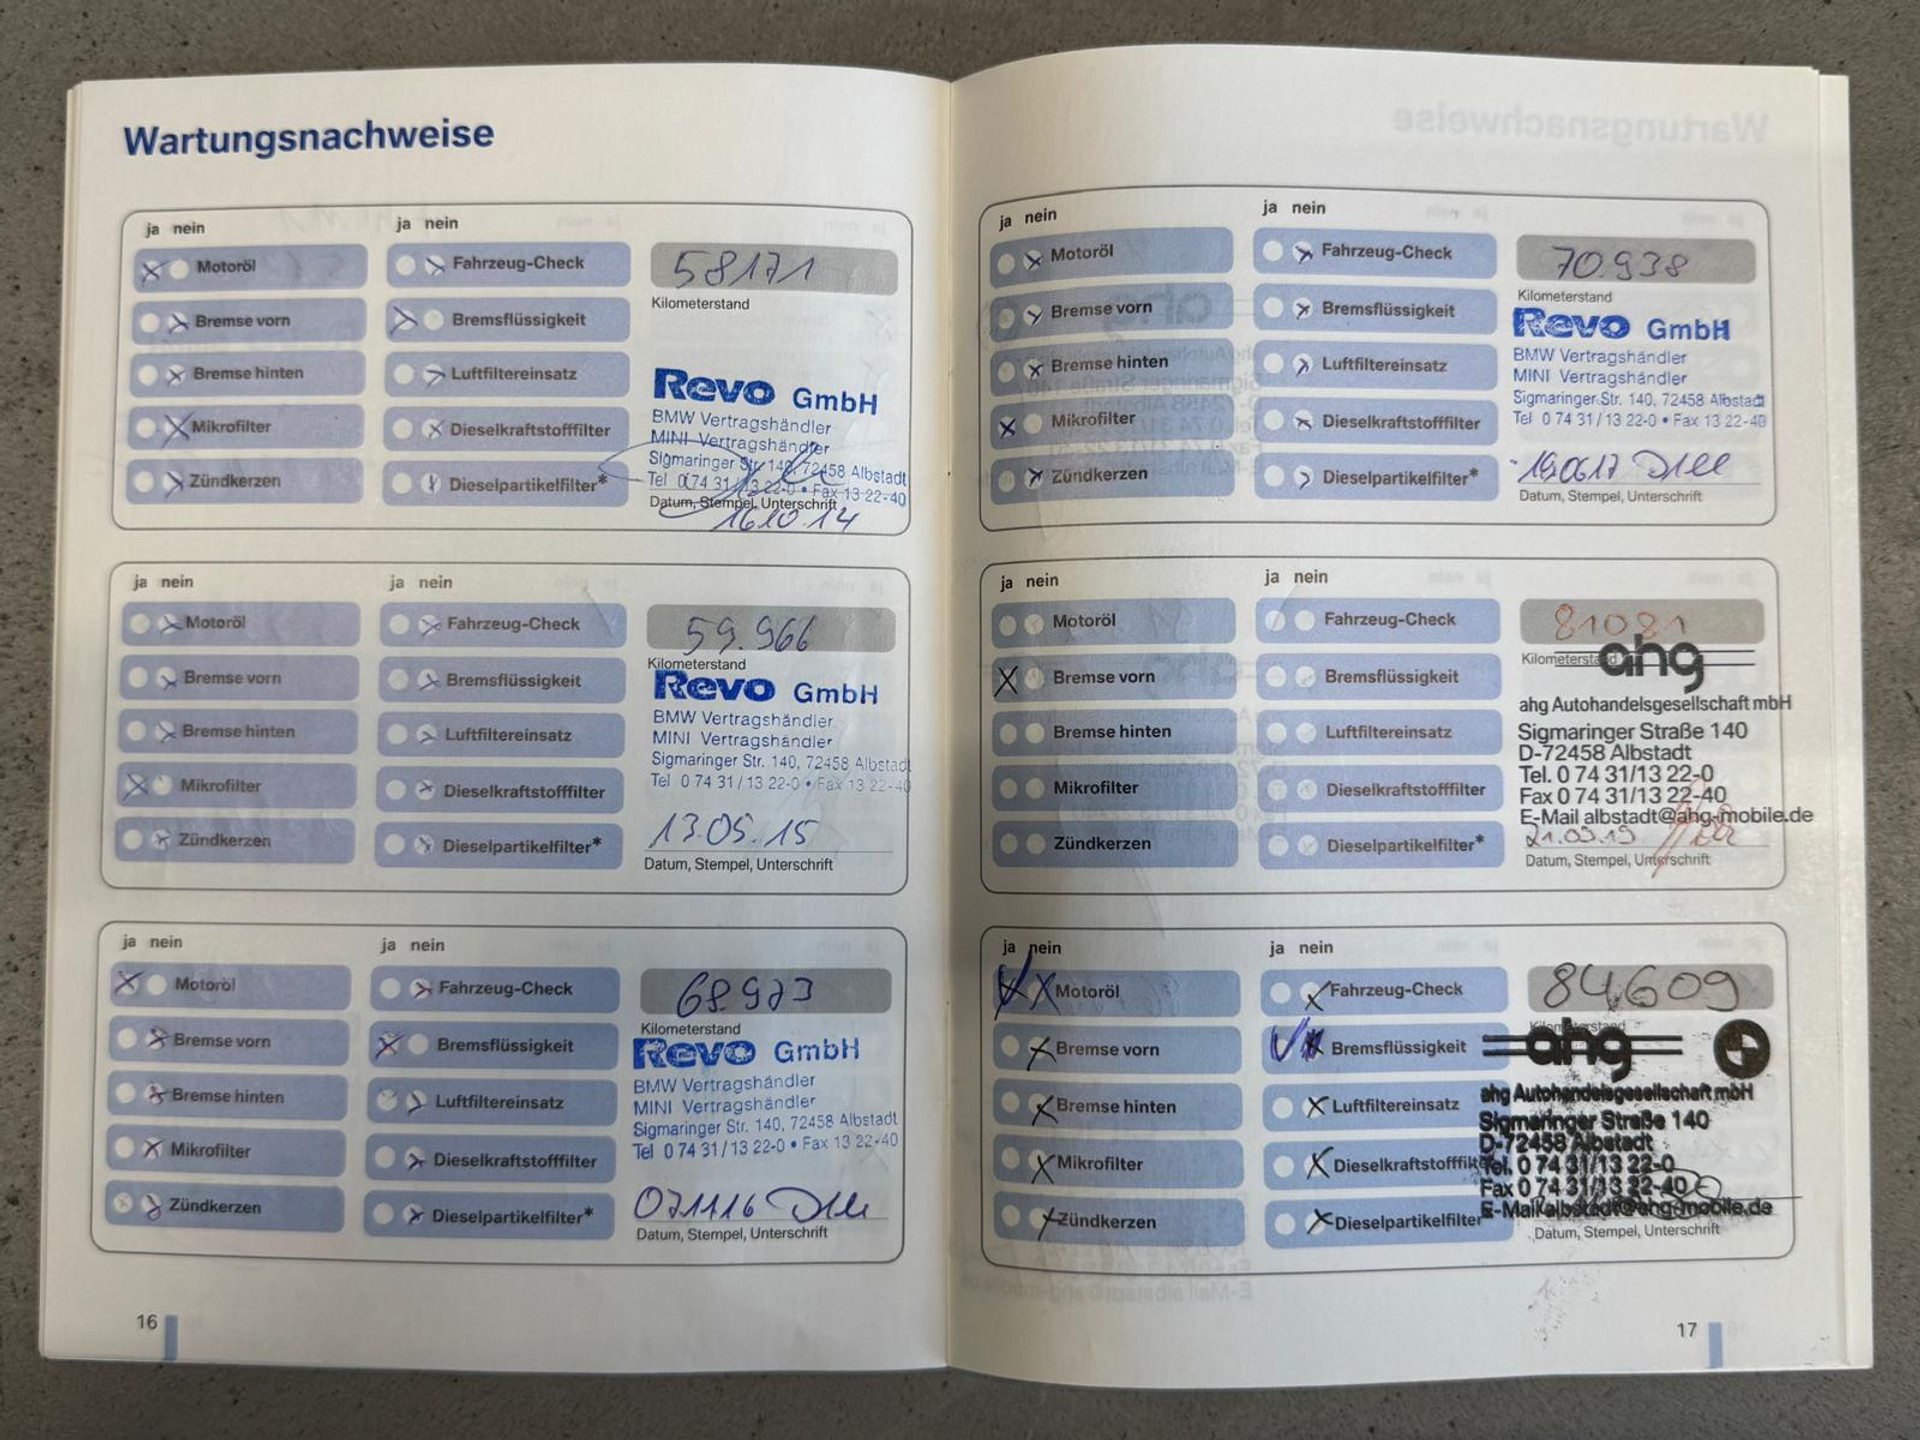 Wartungsnachweise
ja nein
ja nein
Motoröl
Fahrzeug-Check
58171
Kilometerstand
Bremse vorn
Bremsflüssigkeit
Bremse hinten
Luftfiltereinsatz
Mikrofilter
Dieselkraftstofffilter
Zündkerzen
Dieselpartikelfilter*
Revo GmbH
BMW Vertragshändler
MINI Vertragshändler
Sigmaringer Str. 140, 72458 Albstadt
Tel 0 74 31/13 22-0 • Fax 13 22-40
Datum, Stempel, Unterschrift
16.10.14
ja nein
ja nein
Motoröl
Fahrzeug-Check
59.966
Kilometerstand
Bremse vorn
Bremsflüssigkeit
Bremse hinten
Luftfiltereinsatz
Mikrofilter
Dieselkraftstofffilter
Zündkerzen
Dieselpartikelfilter*
Revo GmbH
BMW Vertragshändler
MINI Vertragshändler
Sigmaringer Str. 140, 72458 Albstad
Tel 0 74 31/13 22-0 • Fax 13 22-40
13.05.15
Datum, Stempel, Unterschrift
ja nein
ja nein
Motoröl
Fahrzeug-Check
68.973
Kilometerstand
Bremse vorn
Bremsflüssigkeit
Bremse hinten
Luftfiltereinsatz
Mikrofilter
Dieselkraftstofffilter
Zündkerzen
Dieselpartikelfilter*
Revo GmbH
BMW Vertragshändler
MINI Vertragshändler
Sigmaringer Str. 140, 72458 Albstadt
Tel 0 74 31/13 22-0 • Fax 13 22-40
071116
Datum, Stempel, Unterschrift
16
ja nein
ja nein
Motoröl
Fahrzeug-Check
70.938
Kilometerstand
Bremse vorn
Bremsflüssigkeit
Bremse hinten
Luftfiltereinsatz
Mikrofilter
Dieselkraftstofffilter
Zündkerzen
Dieselpartikelfilter*
Revo GmbH
BMW Vertragshändler
MINI Vertragshändler
Sigmaringer Str. 140, 72458 Albstadt
Tel 0 74 31/13 22-0 • Fax 13 22-40
190617
Datum, Stempel, Unterschrift
ja nein
ja nein
Motoröl
Fahrzeug-Check
81081
Kilometerstand
Bremse vorn
Bremsflüssigkeit
Bremse hinten
Luftfiltereinsatz
Mikrofilter
Dieselkraftstofffilter
Zündkerzen
Dieselpartikelfilter*
ahg
ahg Autohandelsgesellschaft mbH
Sigmaringer Straße 140
D-72458 Albstadt
Tel. 0 74 31/13 22-0
Fax 0 74 31/13 22-40
E-Mail albstadt@ahg-mobile.de
21.03.19
Datum, Stempel, Unterschrift
ja nein
ja nein
Motoröl
Fahrzeug-Check
84609
Kilometerstand
Bremse vorn
Bremsflüssigkeit
Bremse hinten
Luftfiltereinsatz
Mikrofilter
Dieselkraftstofffilter
Zündkerzen
Dieselpartikelfilter
ahg
ahg Autohandelsgesellschaft mbH
Sigmaringer Straße 140
D-72458 Albstadt
Tel. 0 74 31/13 22-0
Fax 0 74 31/13 22-40
E-Mail albstadt@ahg-mobile.de
Datum, Stempel, Unterschrift
17